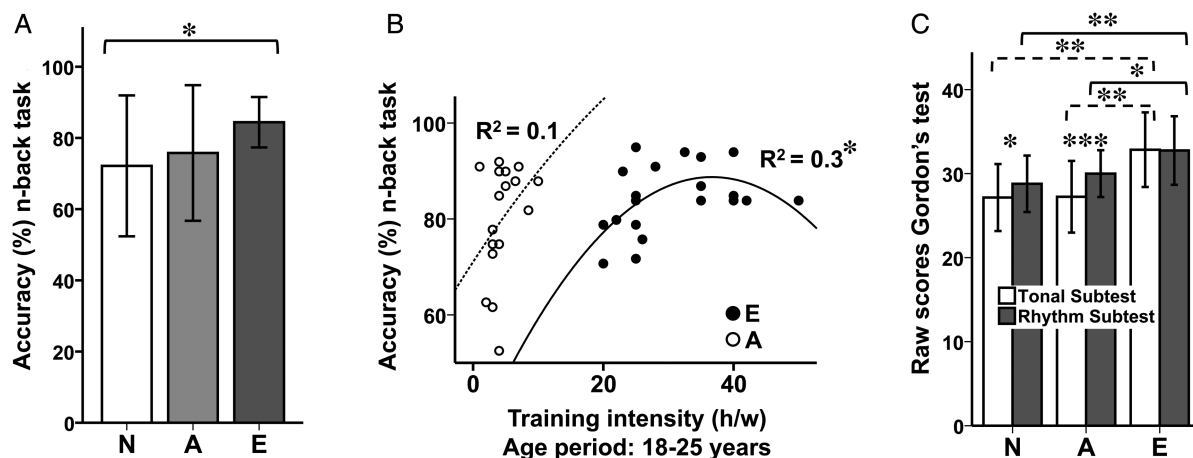 A
Accuracy (%) n-back task
100
80
60
40
20
0
*
N A E
B
Accuracy (%) n-back task
100
80
60
R² = 0.1
R² = 0.3*
E
A
0 20 40
Training intensity (h/w)
Age period: 18-25 years
C
Raw scores Gordon's test
40
30
20
10
0
**
**
*
**
*
***
Tonal Subtest
Rhythm Subtest
N A E